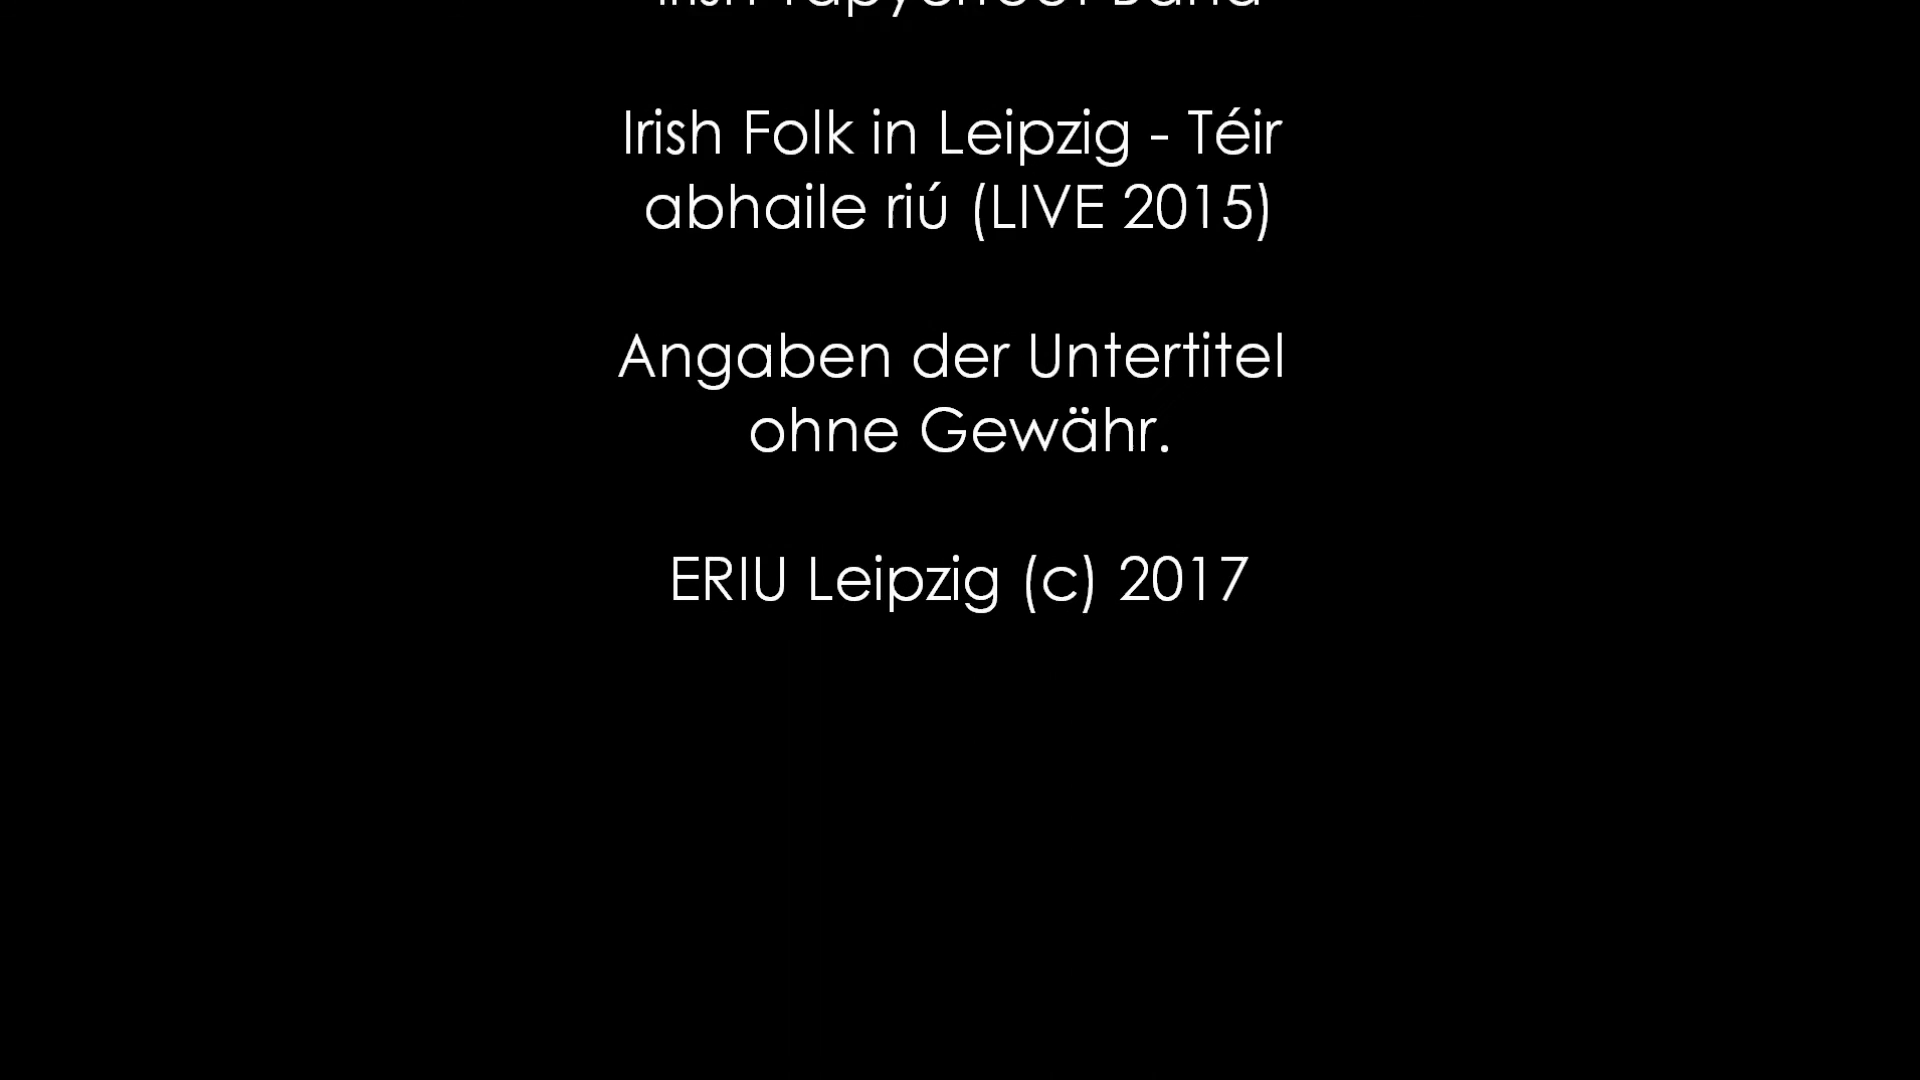 Irish Folk in Leipzig - Téir
abhaile riú (LIVE 2015)
Angaben der Untertitel
ohne Gewähr.
ERIU Leipzig (c) 2017